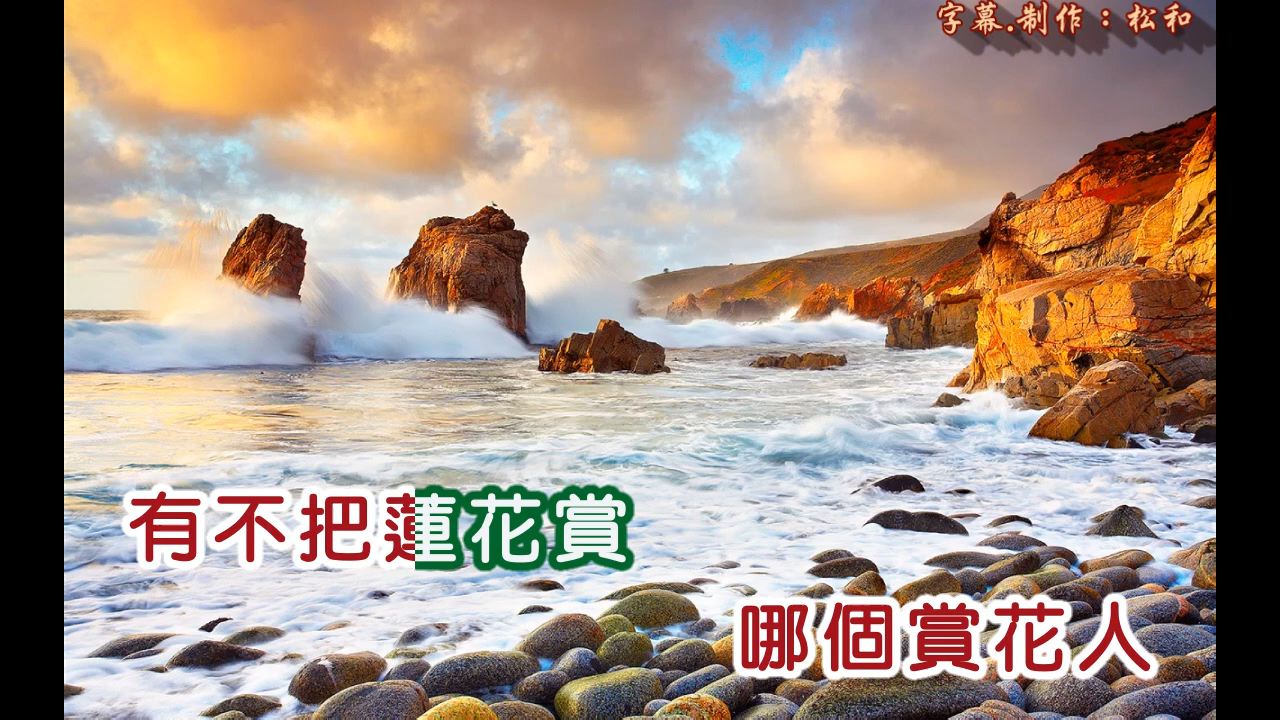 字幕.制作：松和
有不把蓮花賞
哪個賞花人